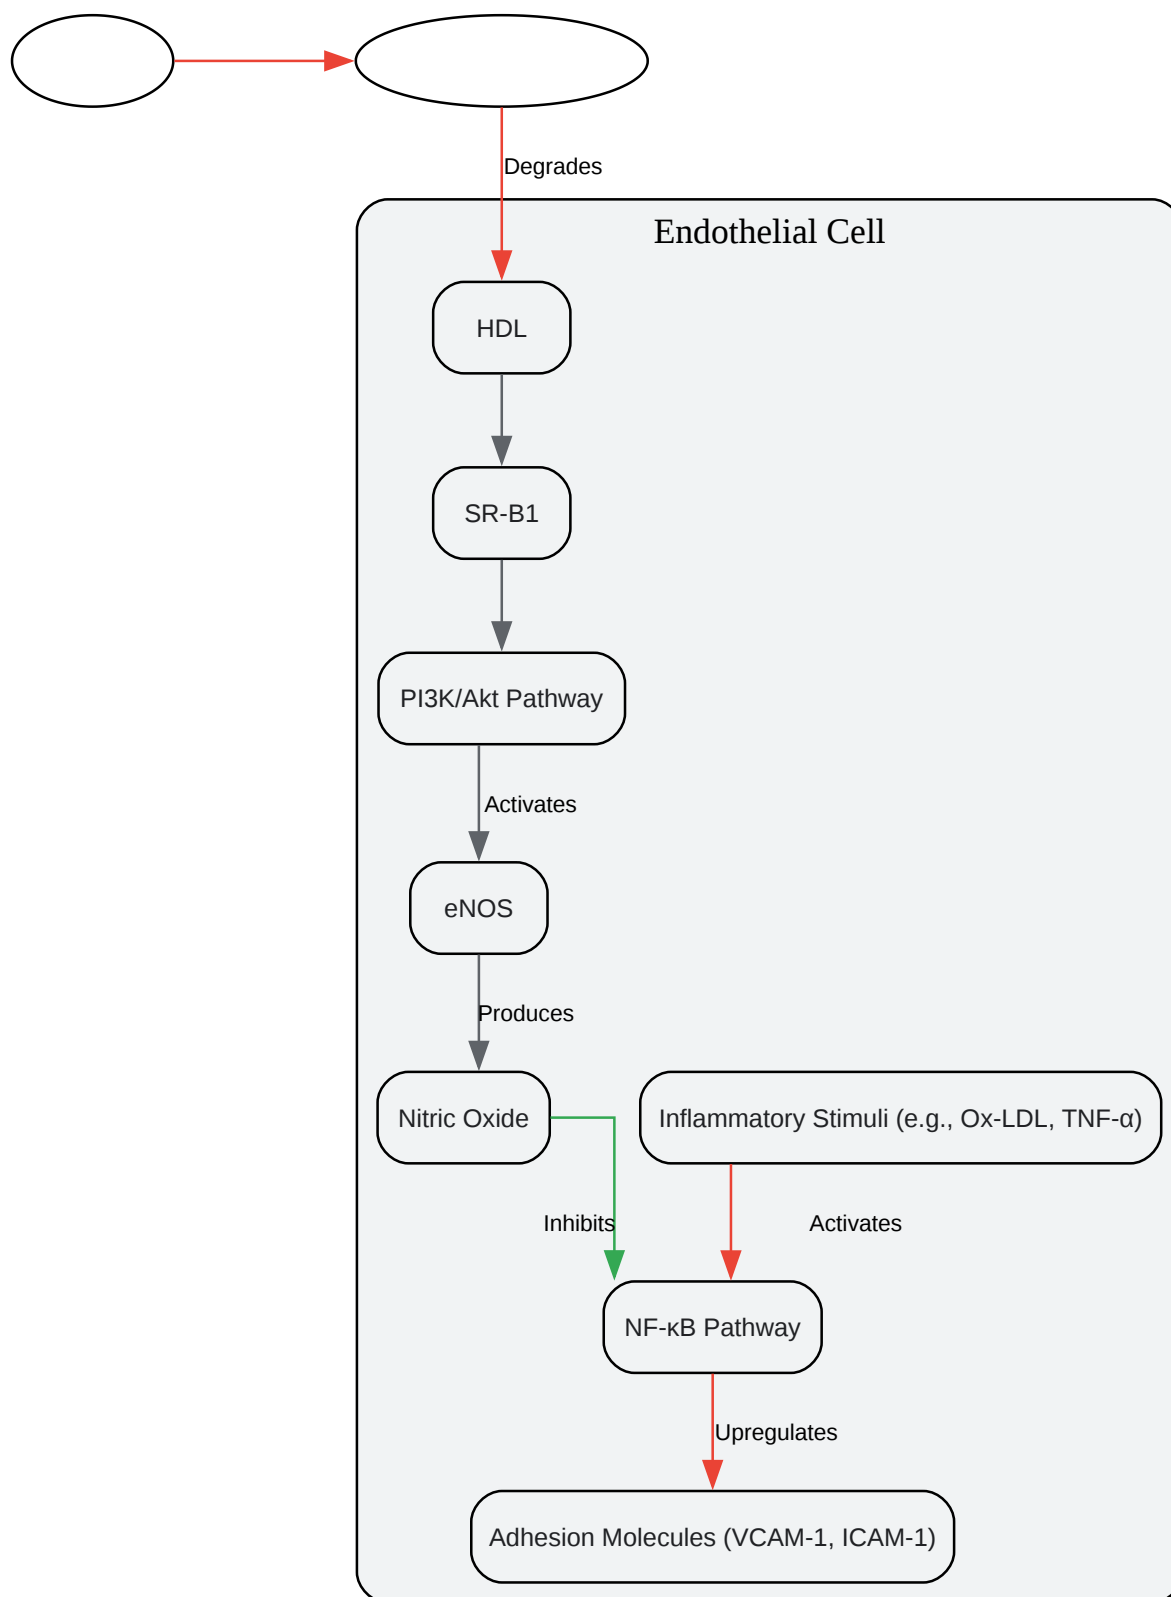 Degrades
Endothelial Cell
HDL
SR-B1
PI3K/Akt Pathway
Activates
eNOS
Produces
Nitric Oxide
Inflammatory Stimuli (e.g., Ox-LDL, TNF-α)
Inhibits
Activates
NF-κB Pathway
Upregulates
Adhesion Molecules (VCAM-1, ICAM-1)